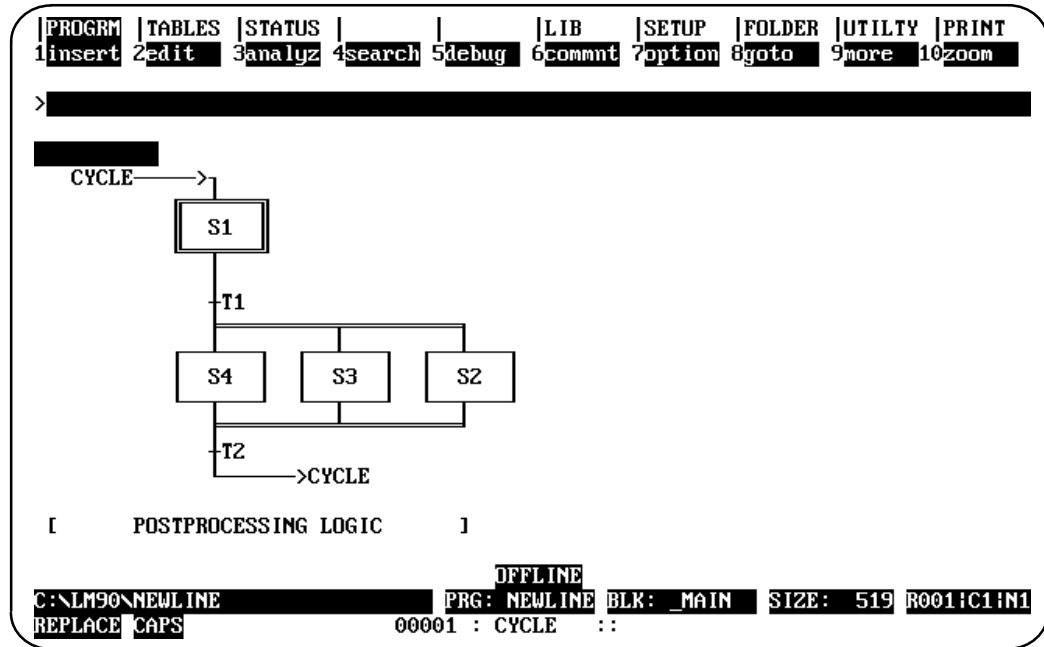 |PROGRM |TABLES |STATUS | | |LIB |SETUP |FOLDER |UTILTY |PRINT
1insert 2edit 3analyz 4search 5debug 6commnt 7option 8goto 9more 10zoom
>
CYCLE
S1
T1
S4 S3 S2
T2
>CYCLE
[ POSTPROCESSING LOGIC ]
OFFLINE
C:\LM90\NEWLINE PRG: NEWLINE BLK: _MAIN SIZE: 519 R001¦C1¦N1
REPLACE CAPS 00001 : CYCLE ::